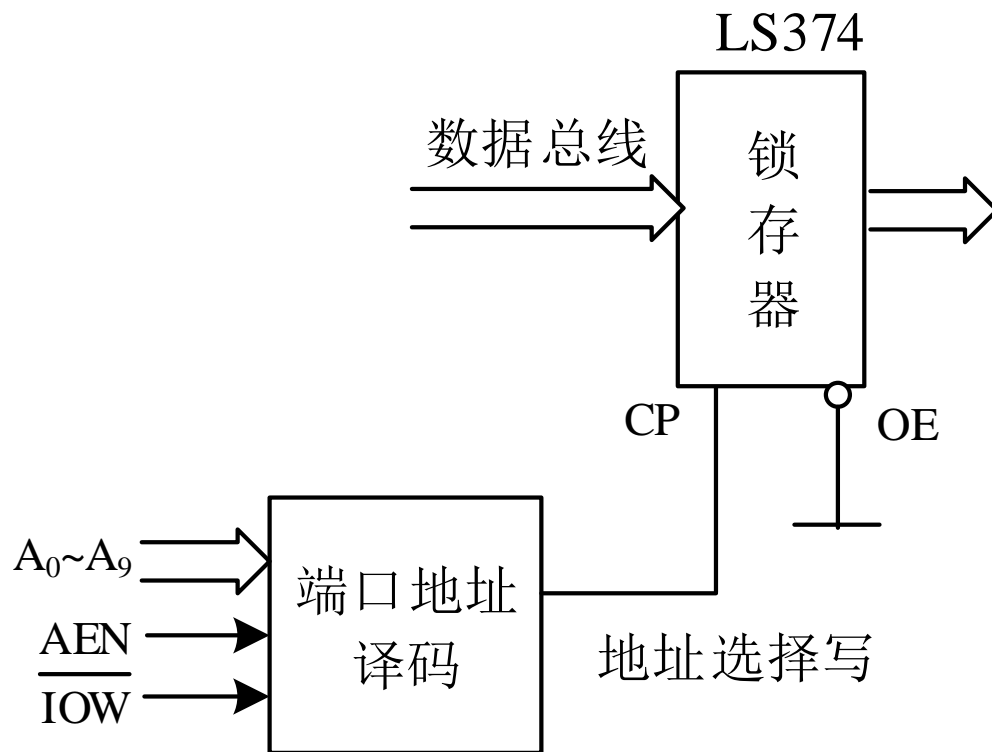 LS374
数据总线
锁
存
器
CP
OE
A₀~A₉
端口地址
译码
AEN
I̅O̅W̅
地址选择写